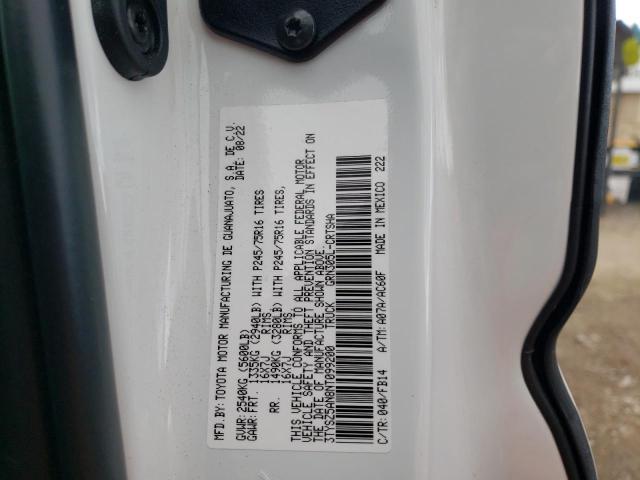 MFD.BY: TOYOTA MOTOR MANUFACTURING DE GUANAJUATO, S.A. DE C.V.
DATE: 08/22
GVWR: 2540KG (5600LB)
GAWR: FRT. 1335KG (2940LB) WITH P245/75R16 TIRES
16X7J RIMS,
RR. 1490KG (3280LB) WITH P245/75R16 TIRES,
16X7J RIMS,
THIS VEHICLE CONFORMS TO ALL APPLICABLE FEDERAL MOTOR
VEHICLE SAFETY AND THEFT PREVENTION STANDARDS IN EFFECT ON
THE DATE OF MANUFACTURE SHOWN ABOVE.
3TYSZ5AN8NT099200 TRUCK GRN305L-CRTSHA
C/TR: 040/FB14 A/TM: A07A/AC60F MADE IN MEXICO 222